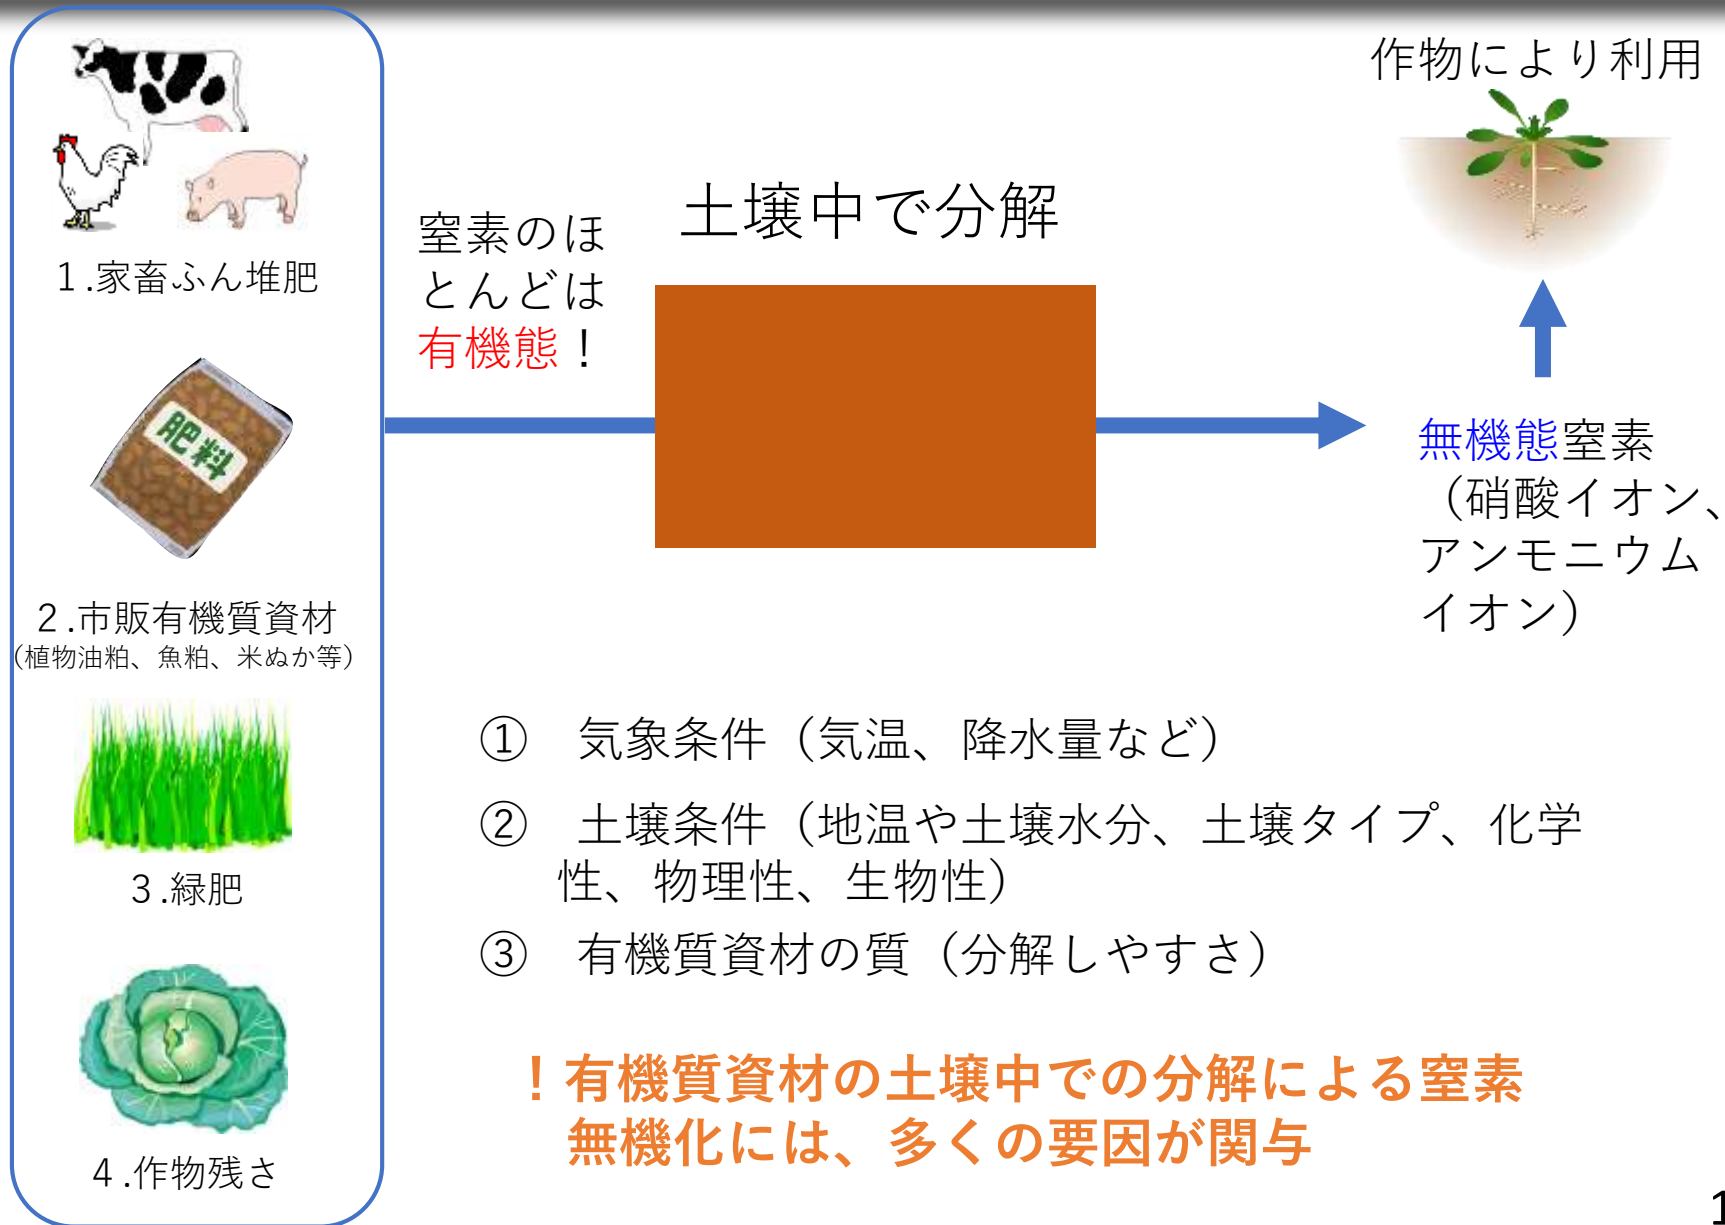 1.家畜ふん堆肥
肥料
2.市販有機質資材
(植物油粕、魚粕、米ぬか等)
3.緑肥
4.作物残さ
窒素のほ
とんどは
有機態！
土壌中で分解
作物により利用
無機態窒素
（硝酸イオン、
アンモニウム
イオン）
① 気象条件（気温、降水量など）
② 土壌条件（地温や土壌水分、土壌タイプ、化学
性、物理性、生物性）
③ 有機質資材の質（分解しやすさ）
！有機質資材の土壌中での分解による窒素
無機化には、多くの要因が関与
1